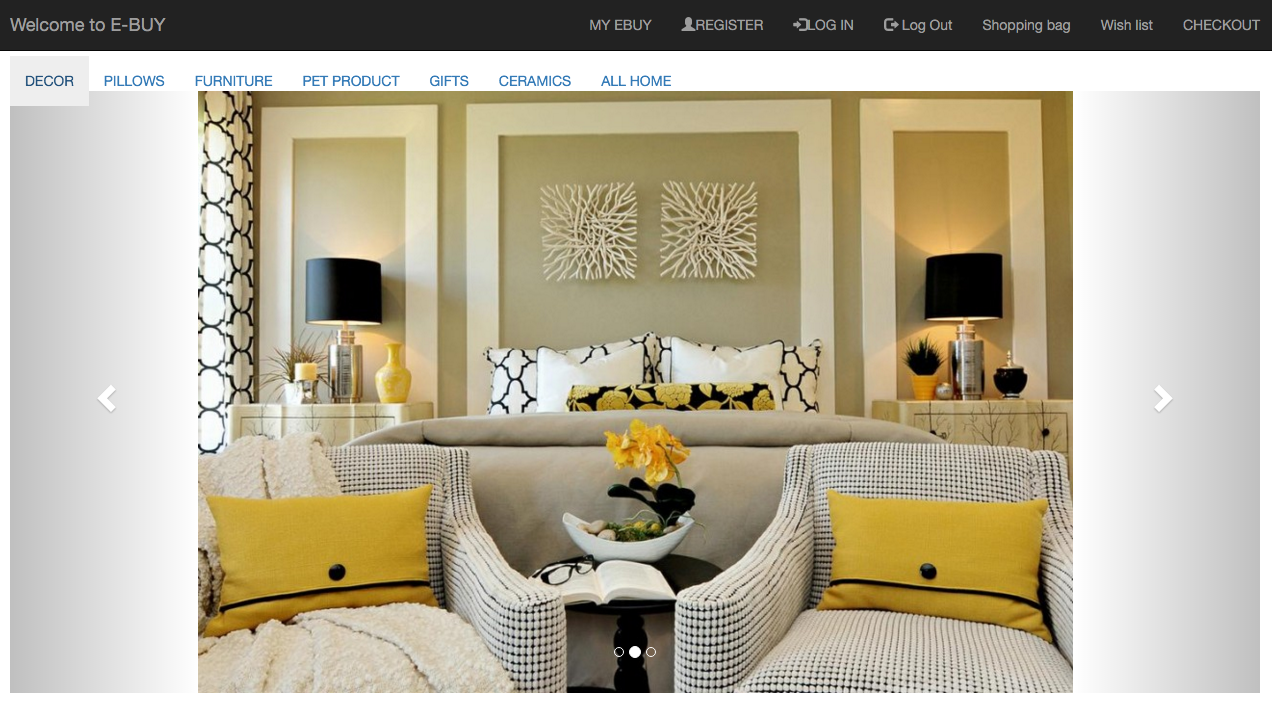 Welcome to E-BUY MY EBUY REGISTER LOG IN Log Out Shopping bag Wish list CHECKOUT
DECOR PILLOWS FURNITURE PET PRODUCT GIFTS CERAMICS ALL HOME